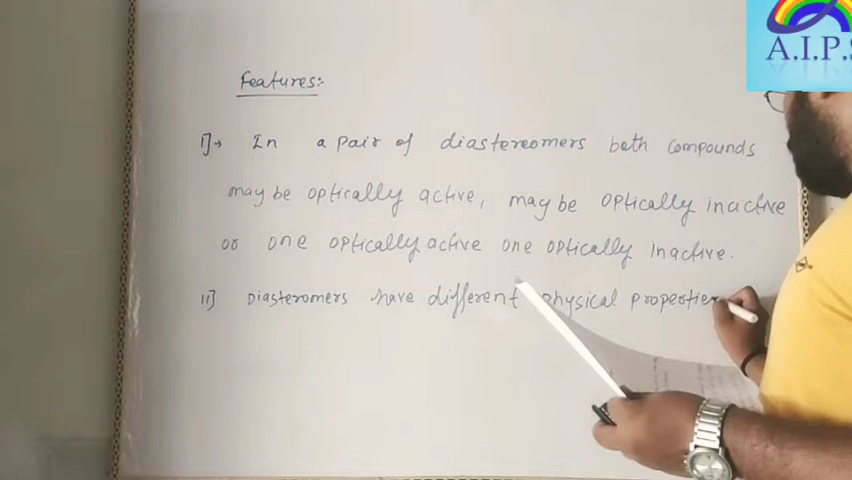 A.I.P.S
Features:-
i]→ In a pair of diastereomers both compounds
may be optically active, may be optically inactive
or one optically active one optically inactive.
ii] Diasteromers have different physical properties